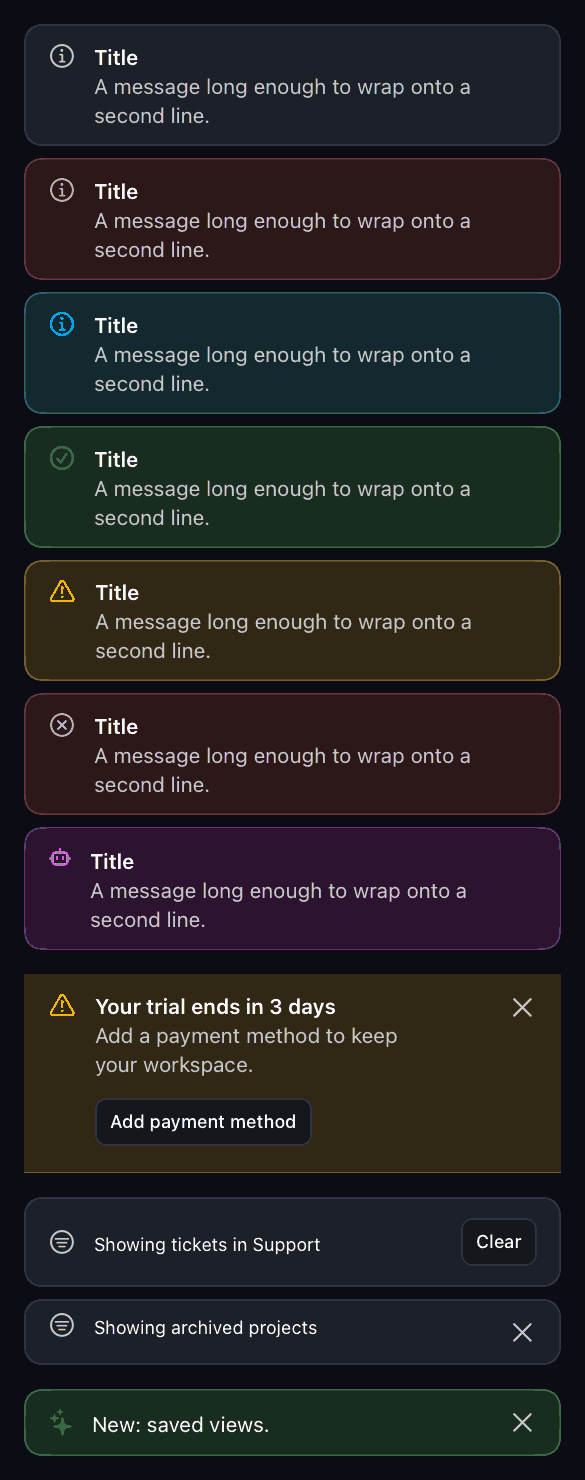 Title
A message long enough to wrap onto a
second line.
Title
A message long enough to wrap onto a
second line.
Title
A message long enough to wrap onto a
second line.
Title
A message long enough to wrap onto a
second line.
Title
A message long enough to wrap onto a
second line.
Title
A message long enough to wrap onto a
second line.
Title
A message long enough to wrap onto a
second line.
Your trial ends in 3 days
Add a payment method to keep
your workspace.
Add payment method
Showing tickets in Support
Clear
Showing archived projects
New: saved views.